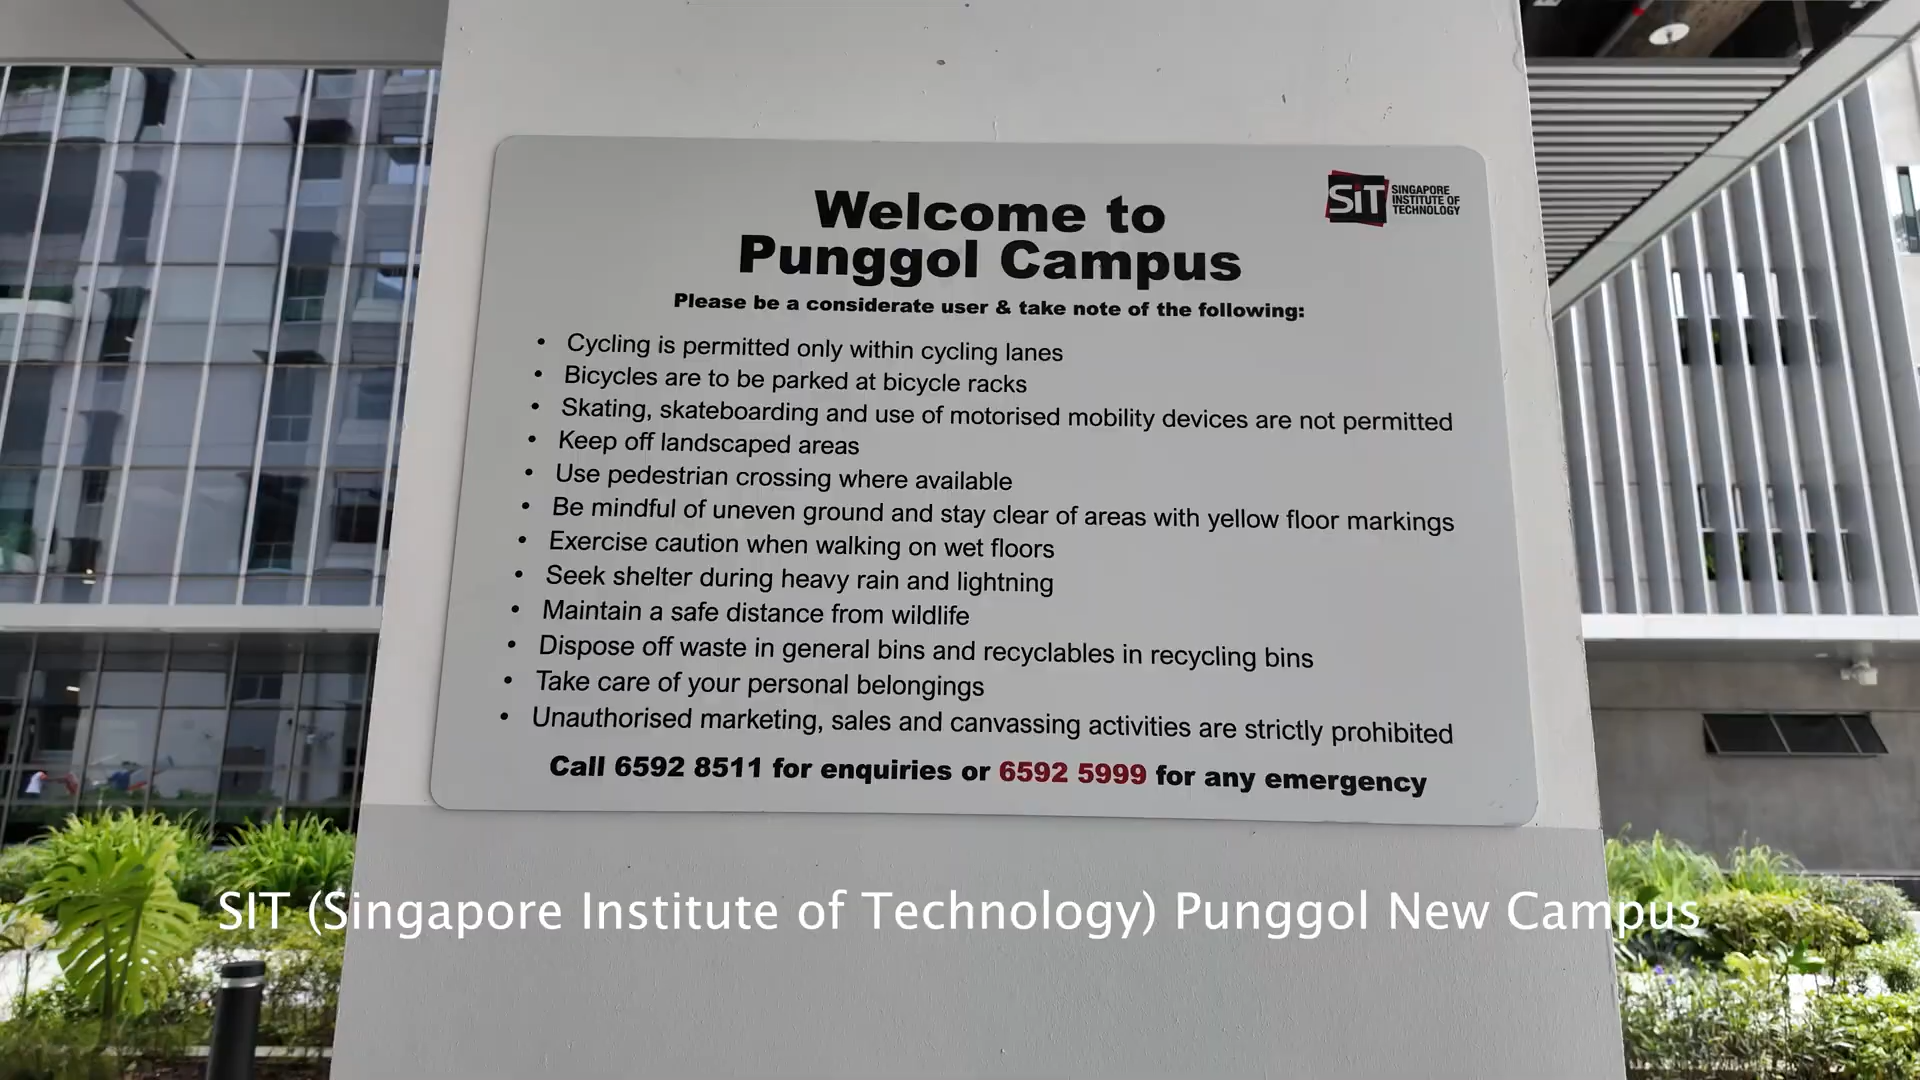 Welcome to
Punggol Campus
SiT SINGAPORE
INSTITUTE OF
TECHNOLOGY
Please be a considerate user & take note of the following:
• Cycling is permitted only within cycling lanes
• Bicycles are to be parked at bicycle racks
• Skating, skateboarding and use of motorised mobility devices are not permitted
• Keep off landscaped areas
• Use pedestrian crossing where available
• Be mindful of uneven ground and stay clear of areas with yellow floor markings
• Exercise caution when walking on wet floors
• Seek shelter during heavy rain and lightning
• Maintain a safe distance from wildlife
• Dispose off waste in general bins and recyclables in recycling bins
• Take care of your personal belongings
• Unauthorised marketing, sales and canvassing activities are strictly prohibited
Call 6592 8511 for enquiries or 6592 5999 for any emergency
SIT (Singapore Institute of Technology) Punggol New Campus